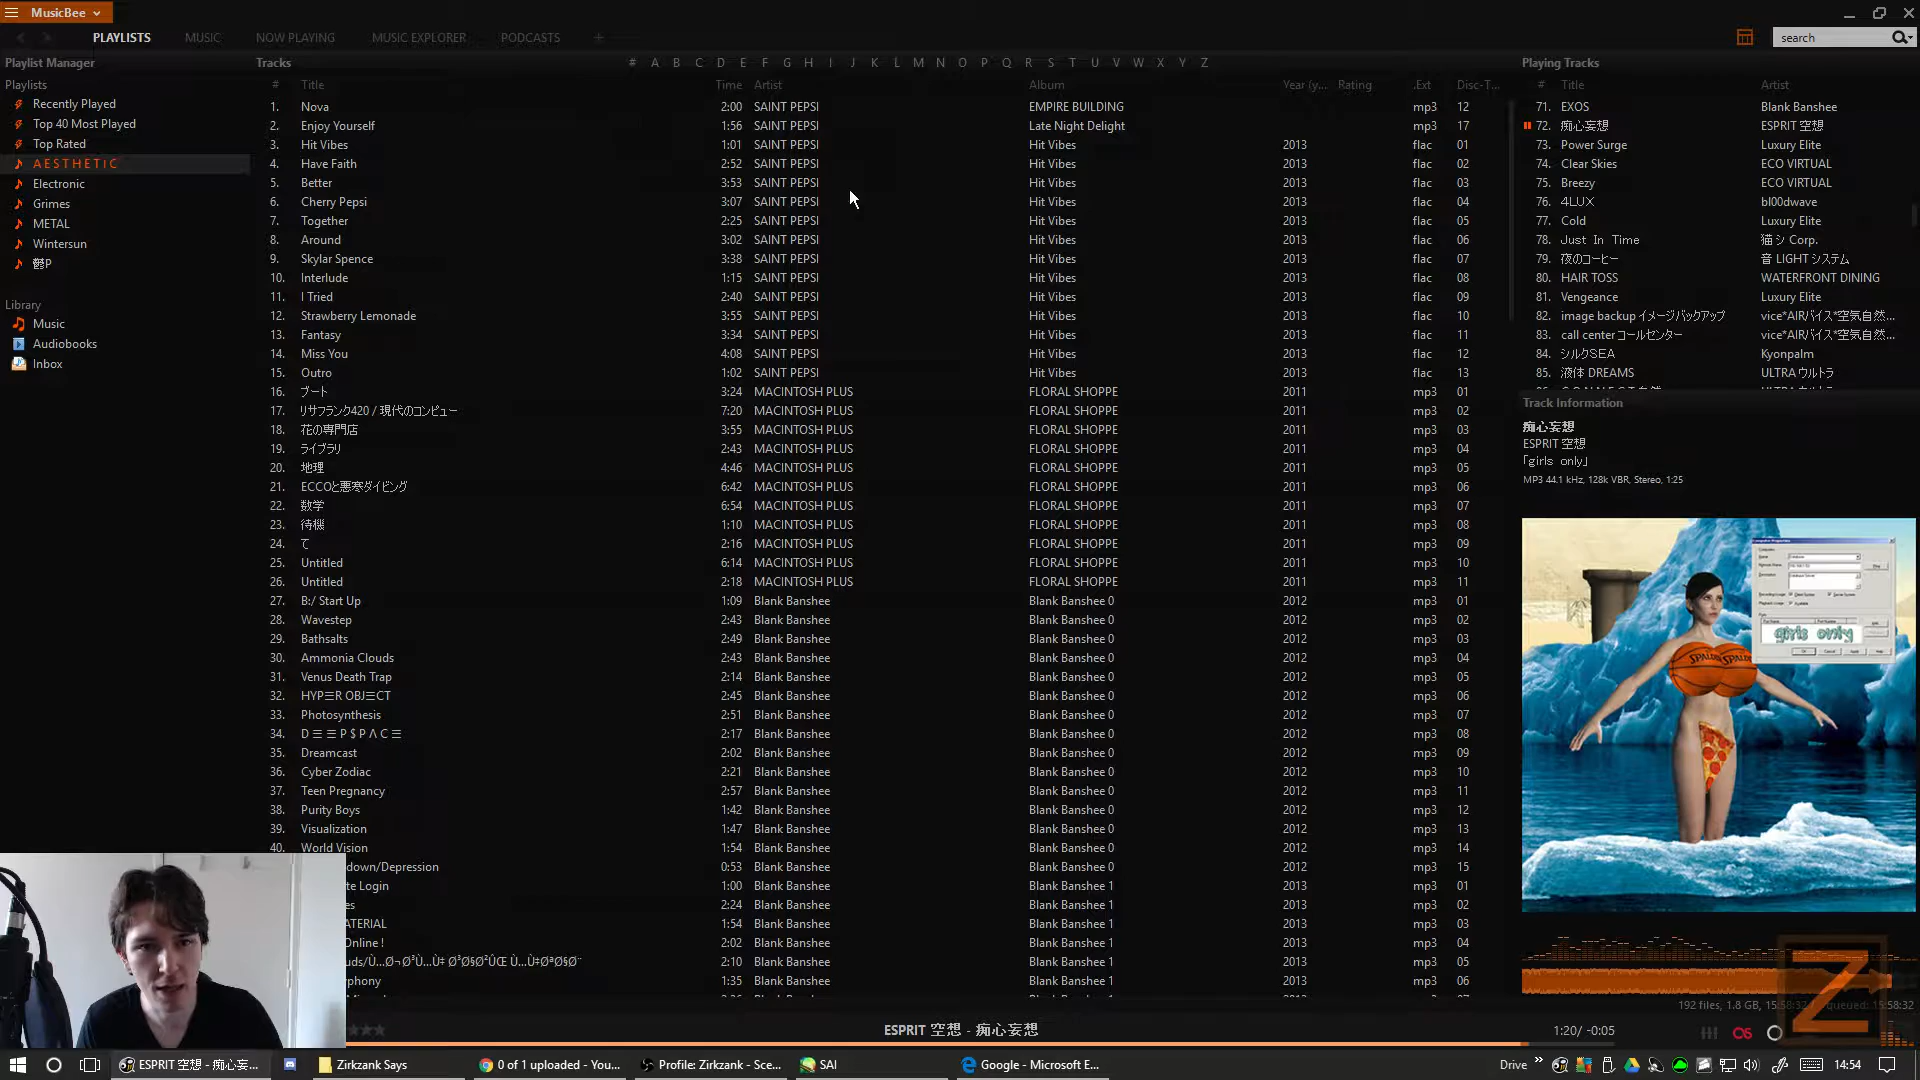 MusicBee
PLAYLISTS MUSIC NOW PLAYING MUSIC EXPLORER PODCASTS +
search
Playlist Manager
Playlists
Recently Played
Top 40 Most Played
Top Rated
A E S T H E T I C
Electronic
Grimes
METAL
Wintersun
鬱P
Library
Music
Audiobooks
Inbox
Tracks
# A B C D E F G H I J K L M N O P Q R S T U V W X Y Z
# Title Time Artist Album Year (y... Rating .Ext Disc-T...
1. Nova 2:00 SAINT PEPSI EMPIRE BUILDING mp3 12
2. Enjoy Yourself 1:56 SAINT PEPSI Late Night Delight mp3 17
3. Hit Vibes 1:01 SAINT PEPSI Hit Vibes 2013 flac 01
4. Have Faith 2:52 SAINT PEPSI Hit Vibes 2013 flac 02
5. Better 3:53 SAINT PEPSI Hit Vibes 2013 flac 03
6. Cherry Pepsi 3:07 SAINT PEPSI Hit Vibes 2013 flac 04
7. Together 2:25 SAINT PEPSI Hit Vibes 2013 flac 05
8. Around 3:02 SAINT PEPSI Hit Vibes 2013 flac 06
9. Skylar Spence 3:38 SAINT PEPSI Hit Vibes 2013 flac 07
10. Interlude 1:15 SAINT PEPSI Hit Vibes 2013 flac 08
11. I Tried 2:40 SAINT PEPSI Hit Vibes 2013 flac 09
12. Strawberry Lemonade 3:55 SAINT PEPSI Hit Vibes 2013 flac 10
13. Fantasy 3:34 SAINT PEPSI Hit Vibes 2013 flac 11
14. Miss You 4:08 SAINT PEPSI Hit Vibes 2013 flac 12
15. Outro 1:02 SAINT PEPSI Hit Vibes 2013 flac 13
16. ブート 3:24 MACINTOSH PLUS FLORAL SHOPPE 2011 mp3 01
17. リサフランク420 / 現代のコンピュー 7:20 MACINTOSH PLUS FLORAL SHOPPE 2011 mp3 02
18. 花の専門店 3:55 MACINTOSH PLUS FLORAL SHOPPE 2011 mp3 03
19. ライブラリ 2:43 MACINTOSH PLUS FLORAL SHOPPE 2011 mp3 04
20. 地理 4:46 MACINTOSH PLUS FLORAL SHOPPE 2011 mp3 05
21. ECCOと悪寒ダイビング 6:42 MACINTOSH PLUS FLORAL SHOPPE 2011 mp3 06
22. 数学 6:54 MACINTOSH PLUS FLORAL SHOPPE 2011 mp3 07
23. 待機 1:10 MACINTOSH PLUS FLORAL SHOPPE 2011 mp3 08
24. て 2:16 MACINTOSH PLUS FLORAL SHOPPE 2011 mp3 09
25. Untitled 6:14 MACINTOSH PLUS FLORAL SHOPPE 2011 mp3 10
26. Untitled 2:18 MACINTOSH PLUS FLORAL SHOPPE 2011 mp3 11
27. B:/ Start Up 1:09 Blank Banshee Blank Banshee 0 2012 mp3 01
28. Wavestep 2:43 Blank Banshee Blank Banshee 0 2012 mp3 02
29. Bathsalts 2:49 Blank Banshee Blank Banshee 0 2012 mp3 03
30. Ammonia Clouds 2:43 Blank Banshee Blank Banshee 0 2012 mp3 04
31. Venus Death Trap 2:14 Blank Banshee Blank Banshee 0 2012 mp3 05
32. HYP☰R OBJ☰CT 2:45 Blank Banshee Blank Banshee 0 2012 mp3 06
33. Photosynthesis 2:51 Blank Banshee Blank Banshee 0 2012 mp3 07
34. D ☰ ☰ P $ P Λ C ☰ 2:17 Blank Banshee Blank Banshee 0 2012 mp3 08
35. Dreamcast 2:02 Blank Banshee Blank Banshee 0 2012 mp3 09
36. Cyber Zodiac 2:21 Blank Banshee Blank Banshee 0 2012 mp3 10
37. Teen Pregnancy 2:57 Blank Banshee Blank Banshee 0 2012 mp3 11
38. Purity Boys 1:42 Blank Banshee Blank Banshee 0 2012 mp3 12
39. Visualization 1:47 Blank Banshee Blank Banshee 0 2012 mp3 13
40. World Vision 1:54 Blank Banshee Blank Banshee 0 2012 mp3 14
down/Depression 0:53 Blank Banshee Blank Banshee 0 2012 mp3 15
te Login 1:00 Blank Banshee Blank Banshee 1 2013 mp3 01
es 2:24 Blank Banshee Blank Banshee 1 2013 mp3 02
ATERIAL 1:54 Blank Banshee Blank Banshee 1 2013 mp3 03
Online ! 2:02 Blank Banshee Blank Banshee 1 2013 mp3 04
2:10 Blank Banshee Blank Banshee 1 2013 mp3 05
phony 1:35 Blank Banshee Blank Banshee 1 2013 mp3 06
Playing Tracks
# Title Artist
71. EXOS Blank Banshee
72. 痴心妄想 ESPRIT 空想
73. Power Surge Luxury Elite
74. Clear Skies ECO VIRTUAL
75. Breezy ECO VIRTUAL
76. 4LUX bl00dwave
77. Cold Luxury Elite
78. Just In Time 猫 シ Corp.
79. 夜のコーヒー 音 LIGHT システム
80. HAIR TOSS WATERFRONT DINING
81. Vengeance Luxury Elite
82. image backup イメージバックアップ vice*AIRバイス*空気自然...
83. call center コールセンター vice*AIRバイス*空気自然...
84. シルクSEA Kyonpalm
85. 液体 DREAMS ULTRA ウルトラ
Track Information
痴心妄想
ESPRIT 空想
「girls only」
MP3 44.1 kHz, 128k VBR, Stereo, 1:25
girls only
SPALDING
192 files, 1.8 GB, 15:58:32, queued: 15:58:32
ESPRIT 空想 - 痴心妄想
1:20/ -0:05
ESPRIT 空想 - 痴心妄...
Zirkzank Says
0 of 1 uploaded - You...
Profile: Zirkzank - Sce...
SAI
Google - Microsoft E...
Drive
14:54